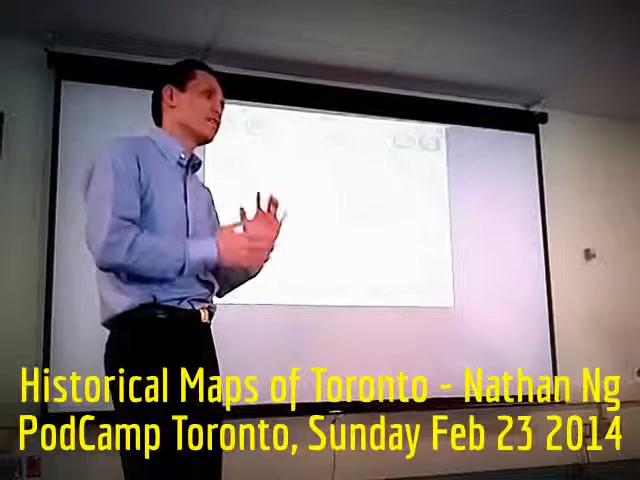 Historical Maps of Toronto - Nathan Ng
PodCamp Toronto, Sunday Feb 23 2014